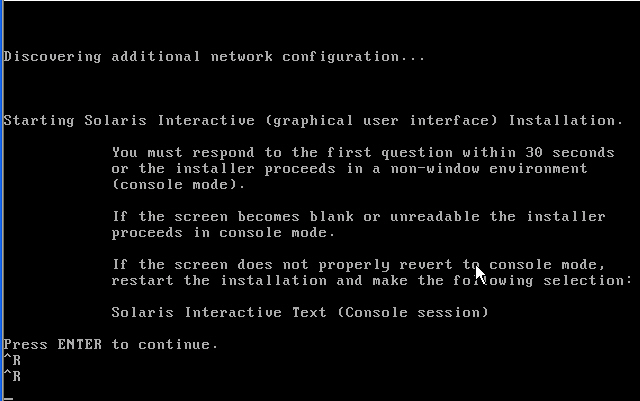 Discovering additional network configuration...
Starting Solaris Interactive (graphical user interface) Installation.
You must respond to the first question within 30 seconds
or the installer proceeds in a non-window environment
(console mode).
If the screen becomes blank or unreadable the installer
proceeds in console mode.
If the screen does not properly revert to console mode,
restart the installation and make the following selection:
Solaris Interactive Text (Console session)
Press ENTER to continue.
^R
^R
_